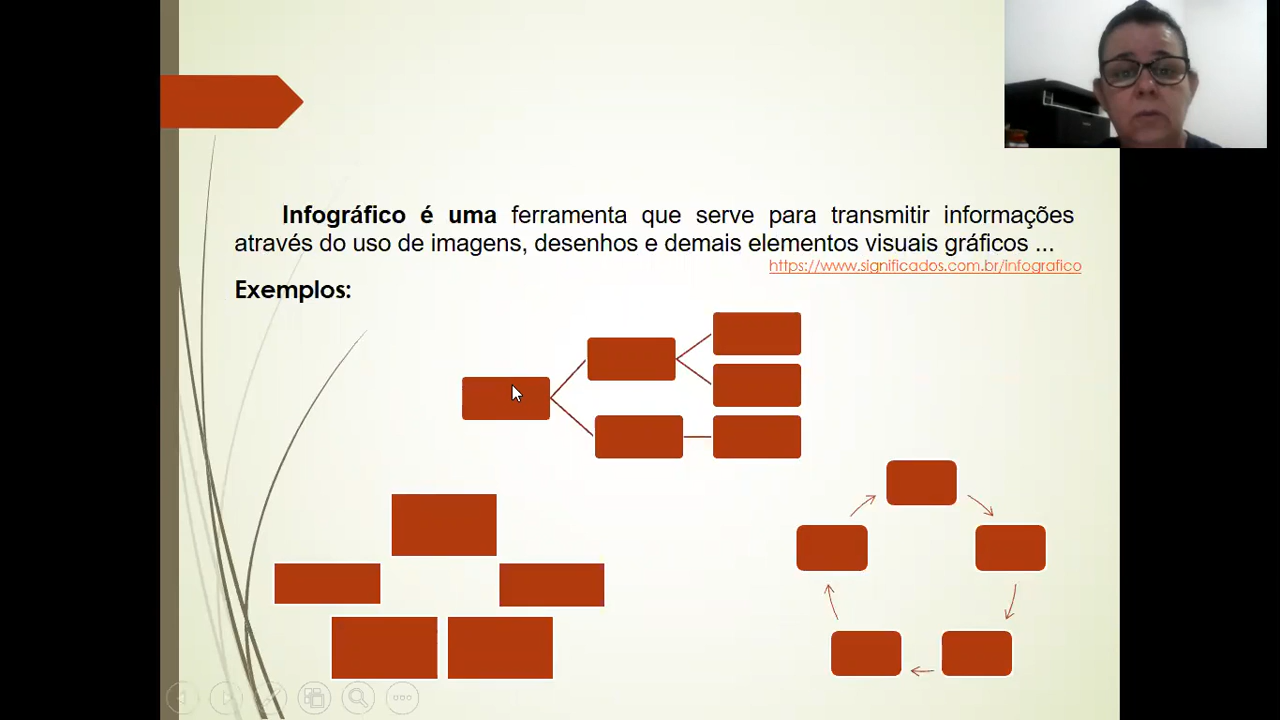 Infográfico é uma ferramenta que serve para transmitir informações
através do uso de imagens, desenhos e demais elementos visuais gráficos ...
https://www.significados.com.br/infografico
Exemplos: